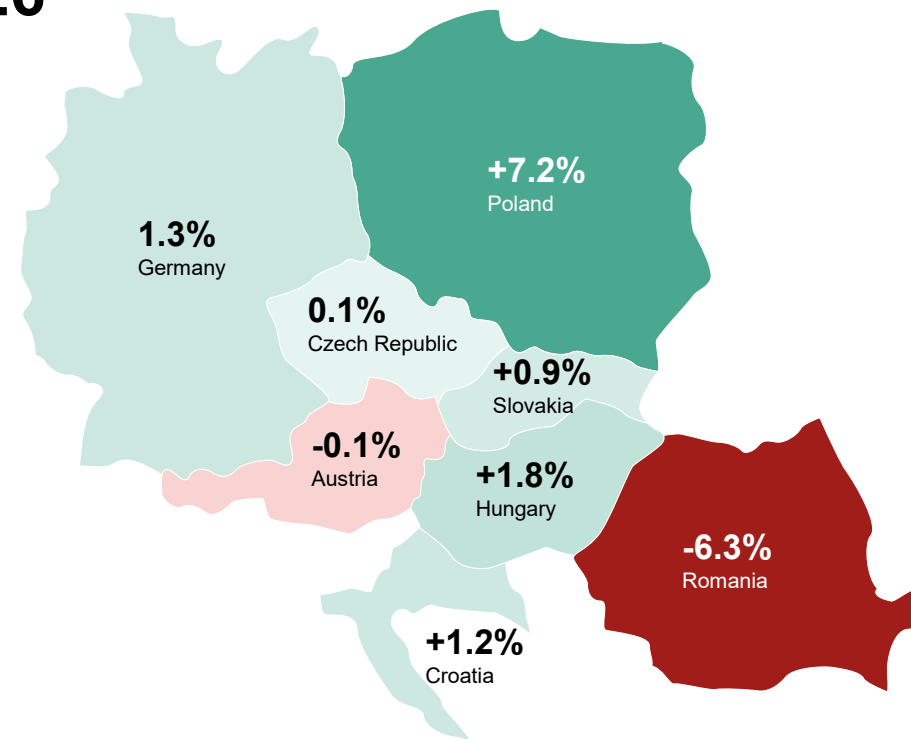 +7.2%
Poland
1.3%
Germany
0.1%
Czech Republic
+0.9%
Slovakia
-0.1%
Austria
+1.8%
Hungary
-6.3%
Romania
+1.2%
Croatia